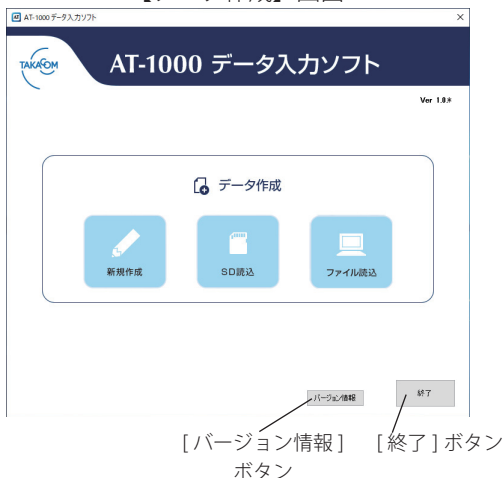 AT-1000 データ入力ソフト
TAKACOM
AT-1000 データ入力ソフト
Ver 1.0.*
データ作成
新規作成
SD読込
ファイル読込
バージョン情報
終了
[バージョン情報] [終了]ボタン
ボタン